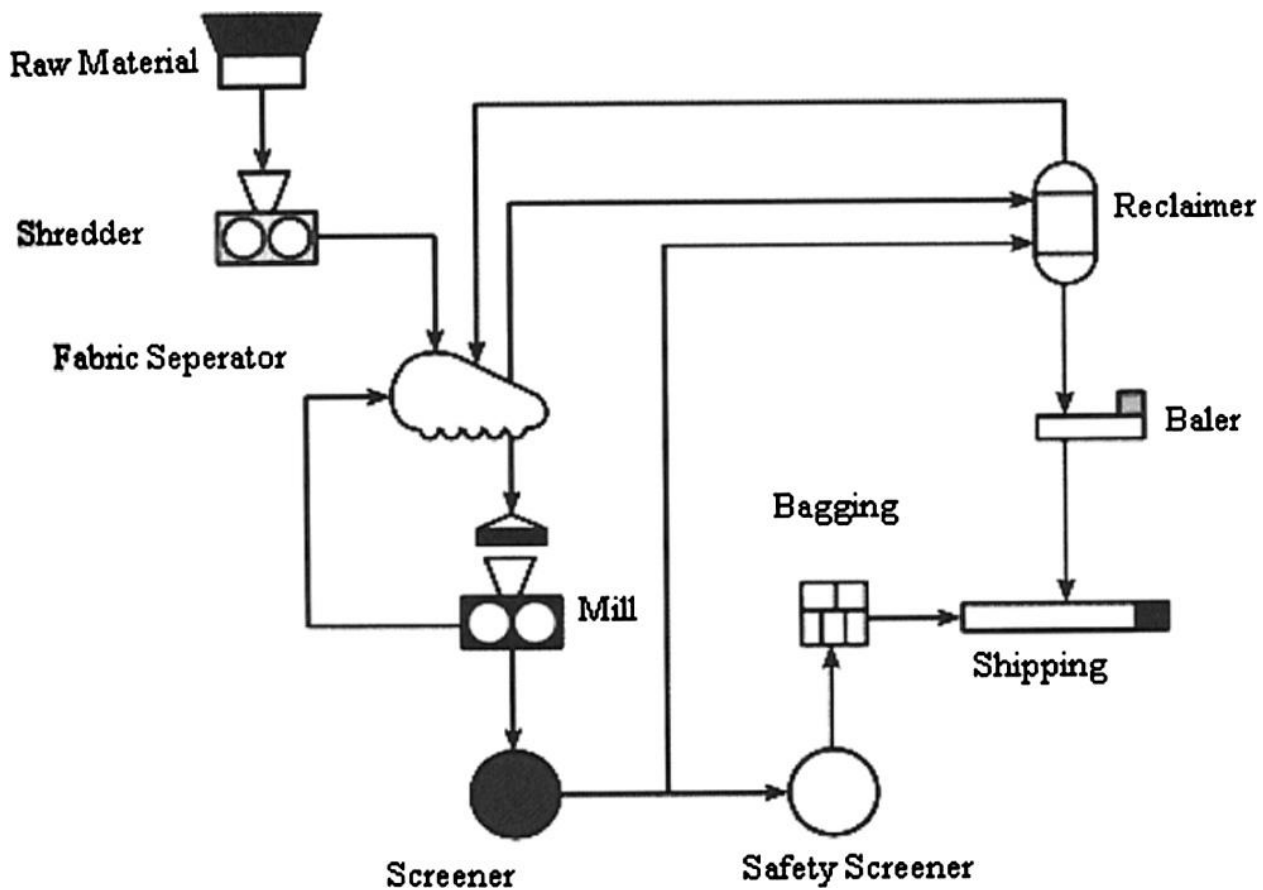 Raw Material
Shredder
Reclaimer
Fabric Seperator
Baler
Bagging
Mill
Shipping
Screener
Safety Screener